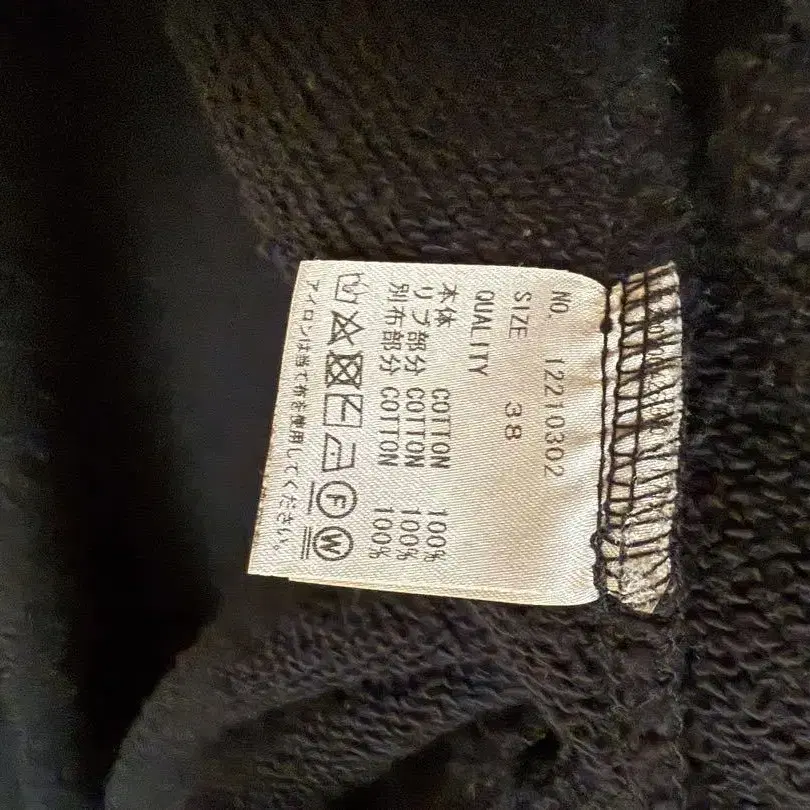 NO. 12210302
SIZE 38
QUALITY
本体 COTTON 100%
リブ部分 COTTON 100%
別布部分 COTTON 100%
F W
アイロンは当て布を使用してください。